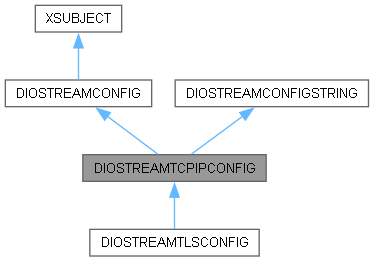 XSUBJECT
DIOSTREAMCONFIG
DIOSTREAMCONFIGSTRING
DIOSTREAMTCPIPCONFIG
DIOSTREAMTLSCONFIG